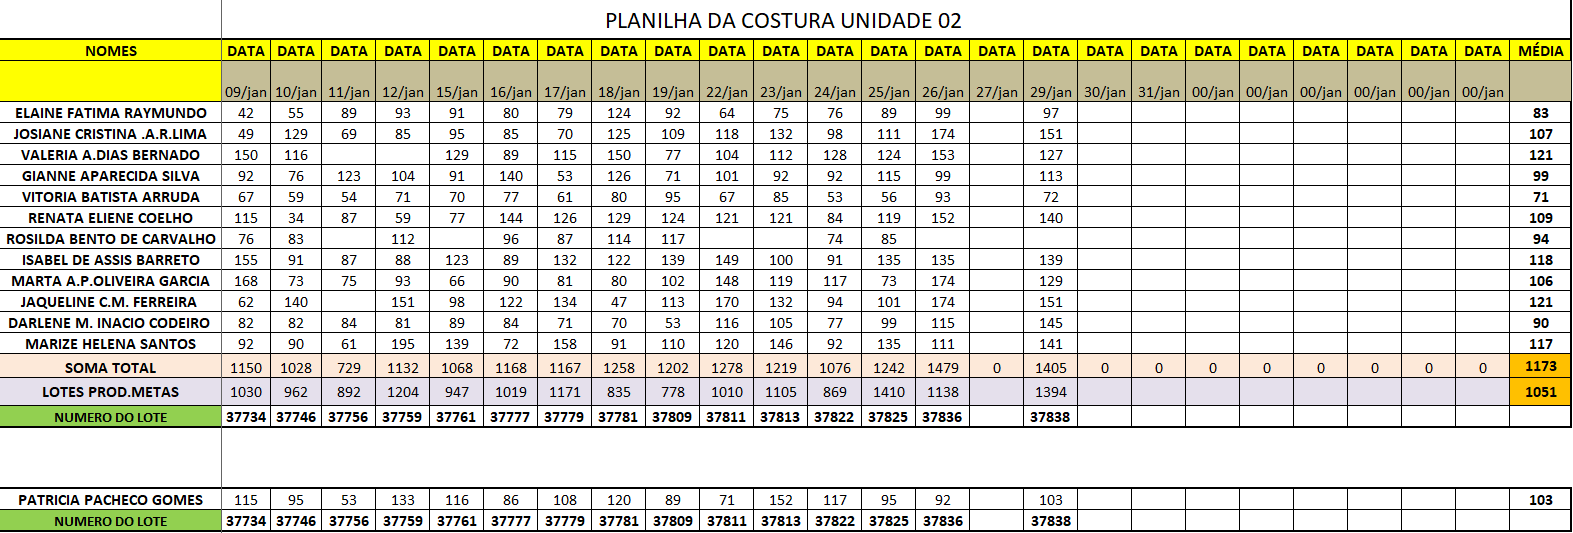 PLANILHA DA COSTURA UNIDADE 02
NOMES DATA DATA DATA DATA DATA DATA DATA DATA DATA DATA DATA DATA DATA DATA DATA DATA DATA DATA DATA DATA DATA DATA DATA DATA MÉDIA
09/jan 10/jan 11/jan 12/jan 15/jan 16/jan 17/jan 18/jan 19/jan 22/jan 23/jan 24/jan 25/jan 26/jan 27/jan 29/jan 30/jan 31/jan 00/jan 00/jan 00/jan 00/jan 00/jan 00/jan
ELAINE FATIMA RAYMUNDO 42 55 89 93 91 80 79 124 92 64 75 76 89 99 97 83
JOSIANE CRISTINA .A.R.LIMA 49 129 69 85 95 85 70 125 109 118 132 98 111 174 151 107
VALERIA A.DIAS BERNADO 150 116 129 89 115 150 77 104 112 128 124 153 127 121
GIANNE APARECIDA SILVA 92 76 123 104 91 140 53 126 71 101 92 92 115 99 113 99
VITORIA BATISTA ARRUDA 67 59 54 71 70 77 61 80 95 67 85 53 56 93 72 71
RENATA ELIENE COELHO 115 34 87 59 77 144 126 129 124 121 121 84 119 152 140 109
ROSILDA BENTO DE CARVALHO 76 83 112 96 87 114 117 74 85 94
ISABEL DE ASSIS BARRETO 155 91 87 88 123 89 132 122 139 149 100 91 135 135 139 118
MARTA A.P.OLIVEIRA GARCIA 168 73 75 93 66 90 81 80 102 148 119 117 73 174 129 106
JAQUELINE C.M. FERREIRA 62 140 151 98 122 134 47 113 170 132 94 101 174 151 121
DARLENE M. INACIO CODEIRO 82 82 84 81 89 84 71 70 53 116 105 77 99 115 145 90
MARIZE HELENA SANTOS 92 90 61 195 139 72 158 91 110 120 146 92 135 111 141 117
SOMA TOTAL 1150 1028 729 1132 1068 1168 1167 1258 1202 1278 1219 1076 1242 1479 0 1405 0 0 0 0 0 0 0 0 1173
LOTES PROD.METAS 1030 962 892 1204 947 1019 1171 835 778 1010 1105 869 1410 1138 1394 1051
NUMERO DO LOTE 37734 37746 37756 37759 37761 37777 37779 37781 37809 37811 37813 37822 37825 37836 37838
PATRICIA PACHECO GOMES 115 95 53 133 116 86 108 120 89 71 152 117 95 92 103 103
NUMERO DO LOTE 37734 37746 37756 37759 37761 37777 37779 37781 37809 37811 37813 37822 37825 37836 37838